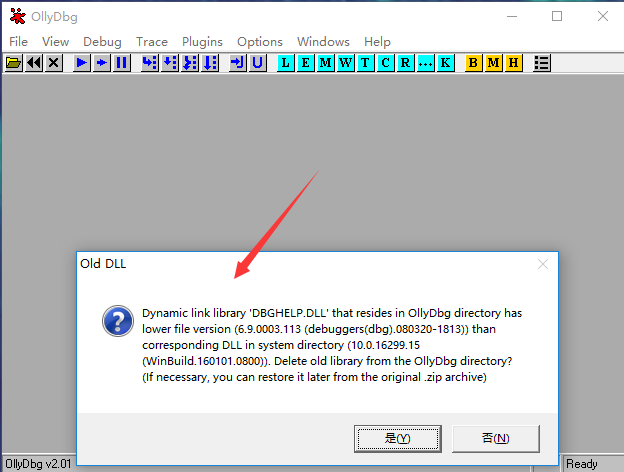 OllyDbg
File View Debug Trace Plugins Options Windows Help
L E M W T C R ... K B M H
Old DLL
Dynamic link library 'DBGHELP.DLL' that resides in OllyDbg directory has
lower file version (6.9.0003.113 (debuggers(dbg).080320-1813)) than
corresponding DLL in system directory (10.0.16299.15
(WinBuild.160101.0800)). Delete old library from the OllyDbg directory?
(If necessary, you can restore it later from the original .zip archive)
是(Y) 否(N)
OllyDbg v2.01 Ready